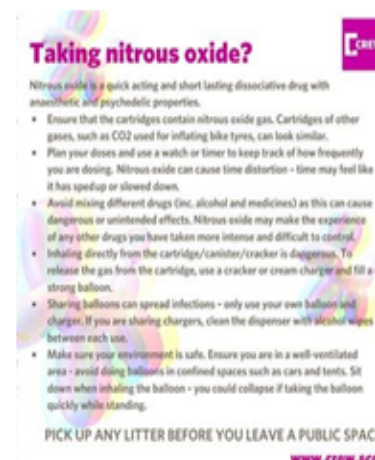 Taking nitrous oxide?
CREW
Nitrous oxide is a quick acting and short lasting dissociative drug with
anaesthetic and psychedelic properties.
• Ensure that the cartridges contain nitrous oxide gas. Cartridges of other
gases, such as CO2 used for inflating bike tyres, can look similar.
• Plan your doses and use a watch or timer to keep track of how frequently
you are dosing. Nitrous oxide can cause time distortion - time may feel like
it has spedup or slowed down.
• Avoid mixing different drugs (inc. alcohol and medicines) as this can cause
dangerous or unintended effects. Nitrous oxide may make the experience
of any other drugs you have taken more intense and difficult to control.
• Inhaling directly from the cartridge/canister/cracker is dangerous. To
release the gas from the cartridge, use a cracker or cream charger and fill a
strong balloon.
• Sharing balloons can spread infections - only use your own balloon and
charger. If you are sharing chargers, clean the dispenser with alcohol wipes
between each use.
• Make sure your environment is safe. Ensure you are in a well-ventilated
area - avoid doing balloons in confined spaces such as cars and tents. Sit
down when inhaling the balloon - you could collapse if taking the balloon
quickly while standing.
PICK UP ANY LITTER BEFORE YOU LEAVE A PUBLIC SPAC
www.crew.sc